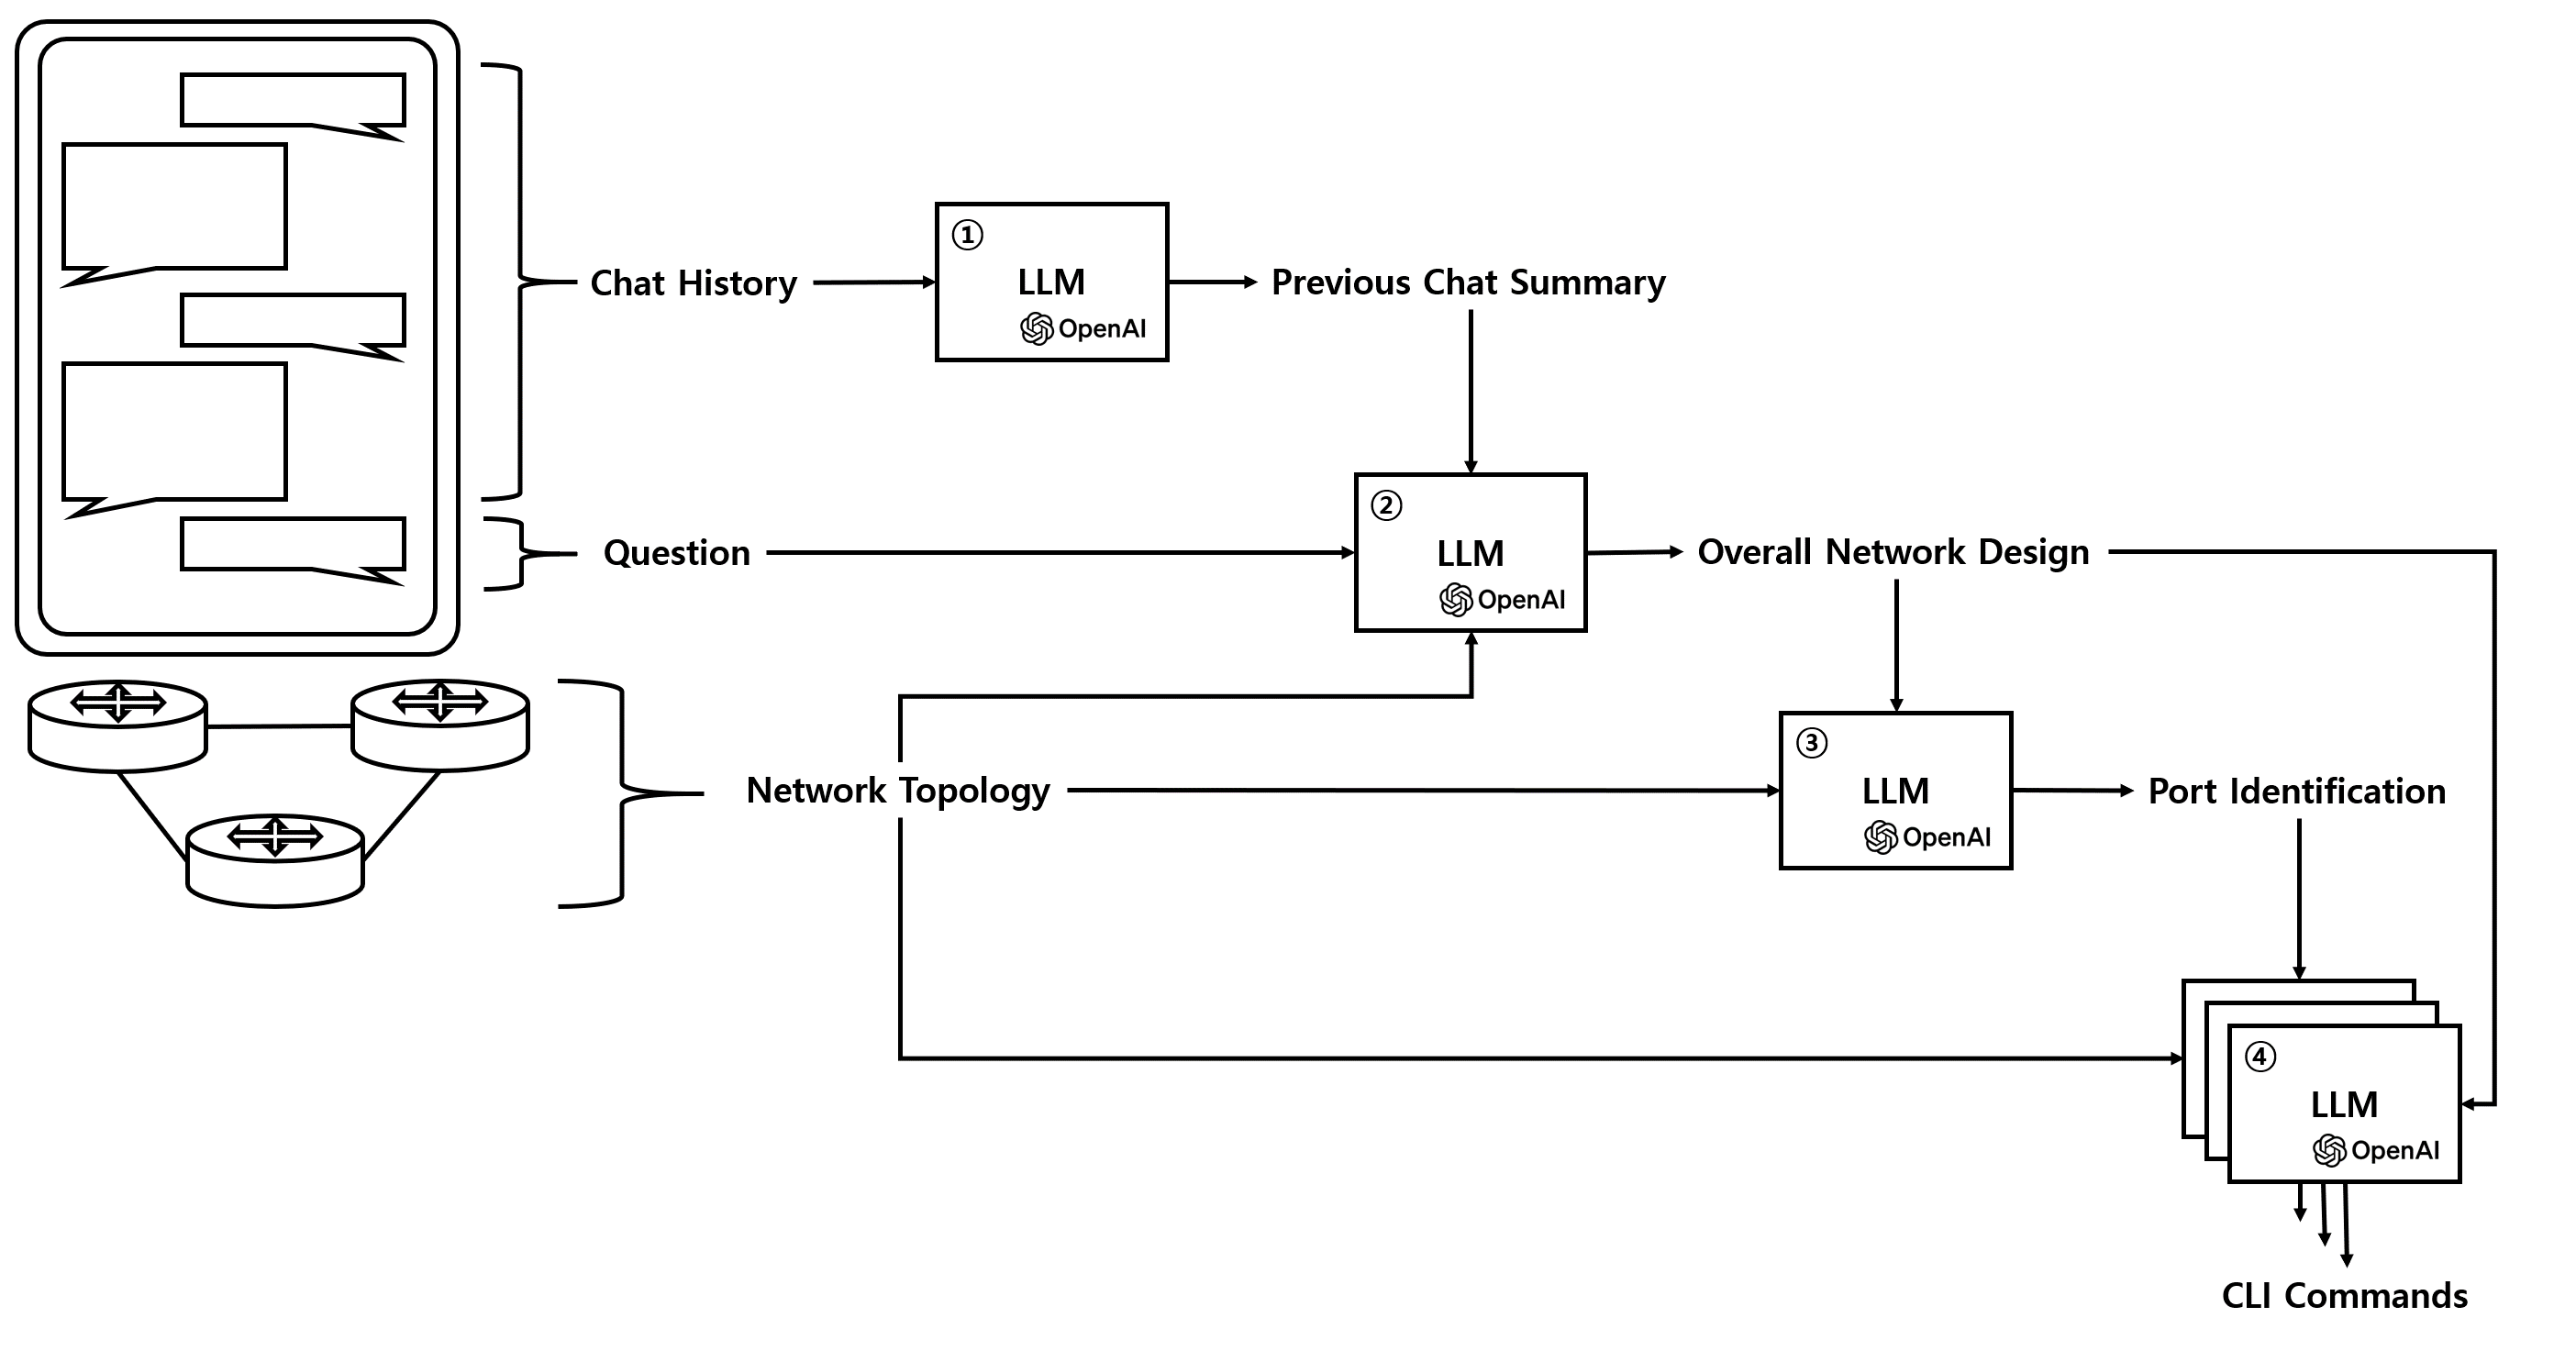 ①
LLM
OpenAI
Chat History
Previous Chat Summary
②
LLM
OpenAI
Question
Overall Network Design
③
LLM
OpenAI
Network Topology
Port Identification
④
LLM
OpenAI
CLI Commands